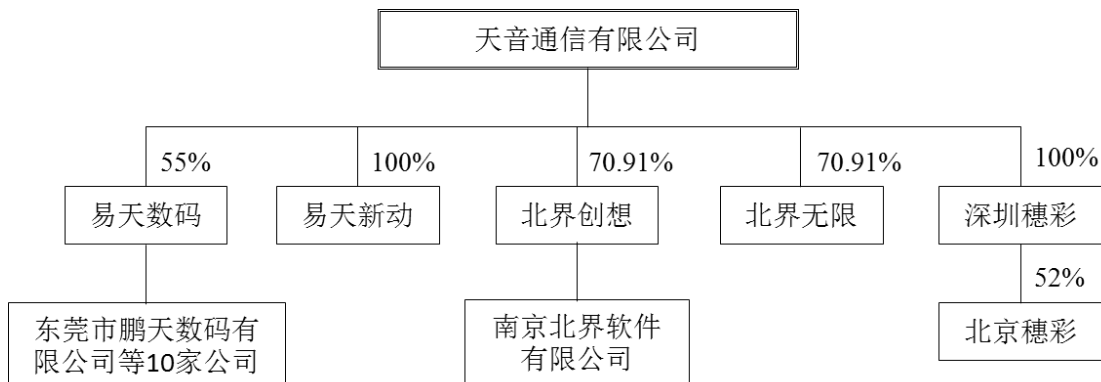 天音通信有限公司
55%
100%
70.91%
70.91%
100%
易天数码
易天新动
北界创想
北界无限
深圳穗彩
52%
东莞市鹏天数码有
限公司等10家公司
南京北界软件
有限公司
北京穗彩